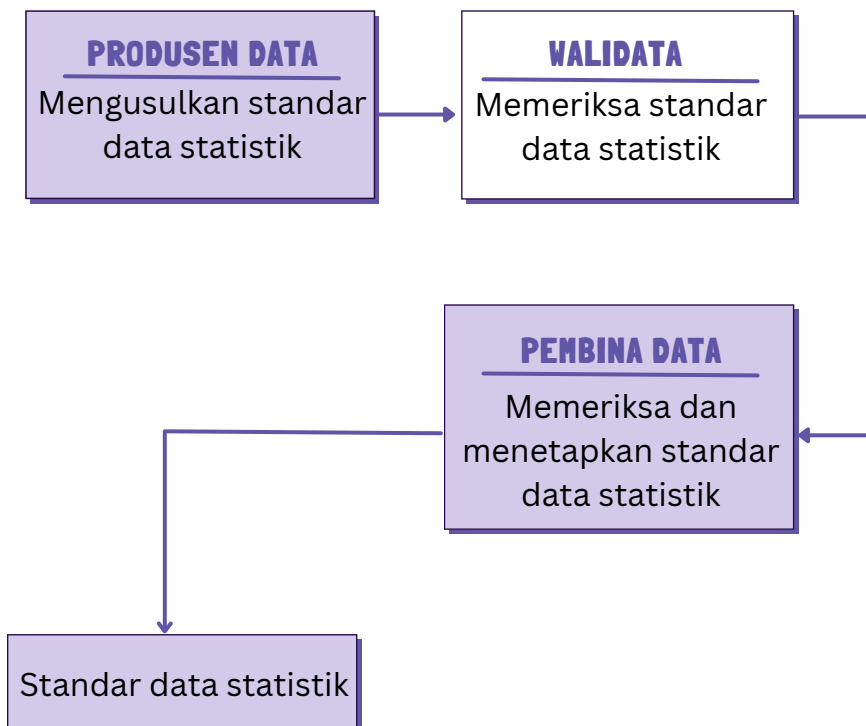 PRODUSEN DATA
Mengusulkan standar
data statistik
WALIDATA
Memeriksa standar
data statistik
PEMBINA DATA
Memeriksa dan
menetapkan standar
data statistik
Standar data statistik